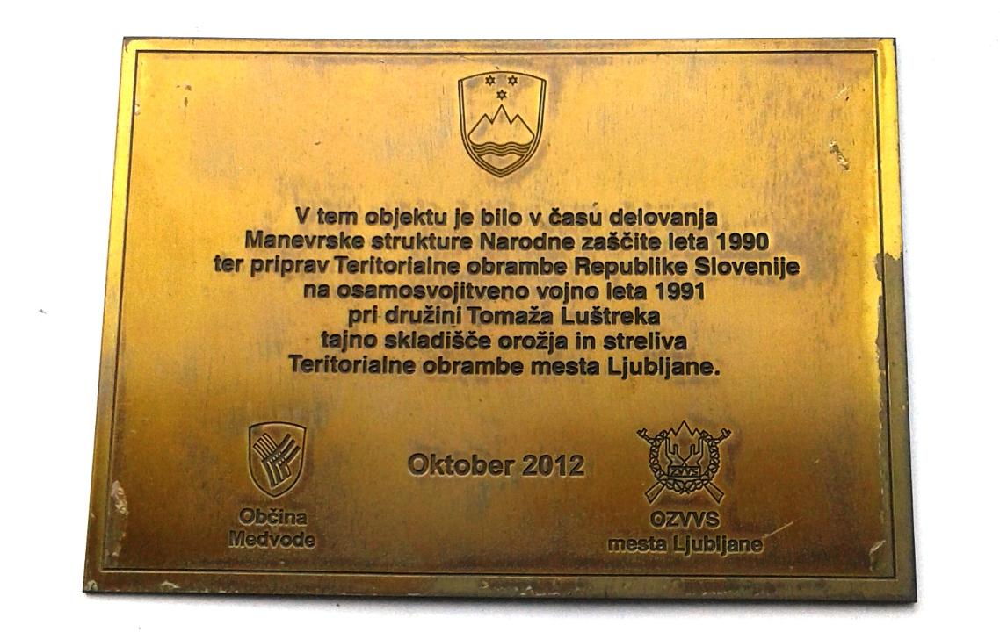 V tem objektu je bilo v času delovanja
Manevrske strukture Narodne zaščite leta 1990
ter priprav Teritorialne obrambe Republike Slovenije
na osamosvojitveno vojno leta 1991
pri družini Tomaža Luštreka
tajno skladišče orožja in streliva
Teritorialne obrambe mesta Ljubljane.
Oktober 2012
Občina
Medvode
ZVVS
OZVVS
mesta Ljubljane